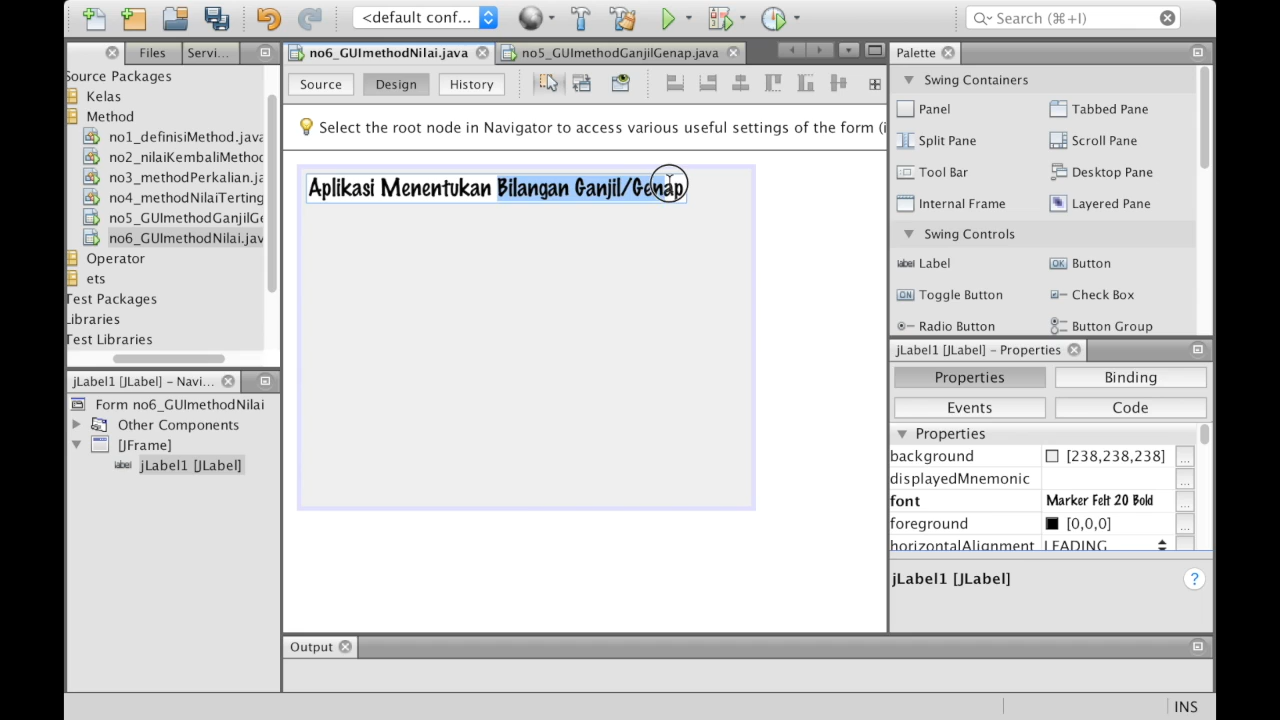 <default conf...
Search (⌘+I)
Files
Servi...
no6_GUImethodNilai.java
no5_GUImethodGanjilGenap.java
Palette
Source Packages
Kelas
Method
no1_definisiMethod.java
no2_nilaiKembaliMethod
no3_methodPerkalian.ja
no4_methodNilaiTerting
no5_GUImethodGanjilGe
no6_GUImethodNilai.jav
Operator
ets
Test Packages
Libraries
Test Libraries
Source
Design
History
Select the root node in Navigator to access various useful settings of the form (i
Aplikasi Menentukan Bilangan Ganjil/Genap
Swing Containers
Panel
Tabbed Pane
Split Pane
Scroll Pane
Tool Bar
Desktop Pane
Internal Frame
Layered Pane
Swing Controls
label Label
OK Button
ON Toggle Button
Check Box
Radio Button
Button Group
jLabel1 [JLabel] – Navi...
Form no6_GUImethodNilai
Other Components
[JFrame]
label jLabel1 [JLabel]
jLabel1 [JLabel] – Properties
Properties
Binding
Events
Code
Properties
background [238,238,238] ...
displayedMnemonic ...
font Marker Felt 20 Bold ...
foreground [0,0,0] ...
horizontalAlignment LEADING
jLabel1 [JLabel]
?
Output
INS